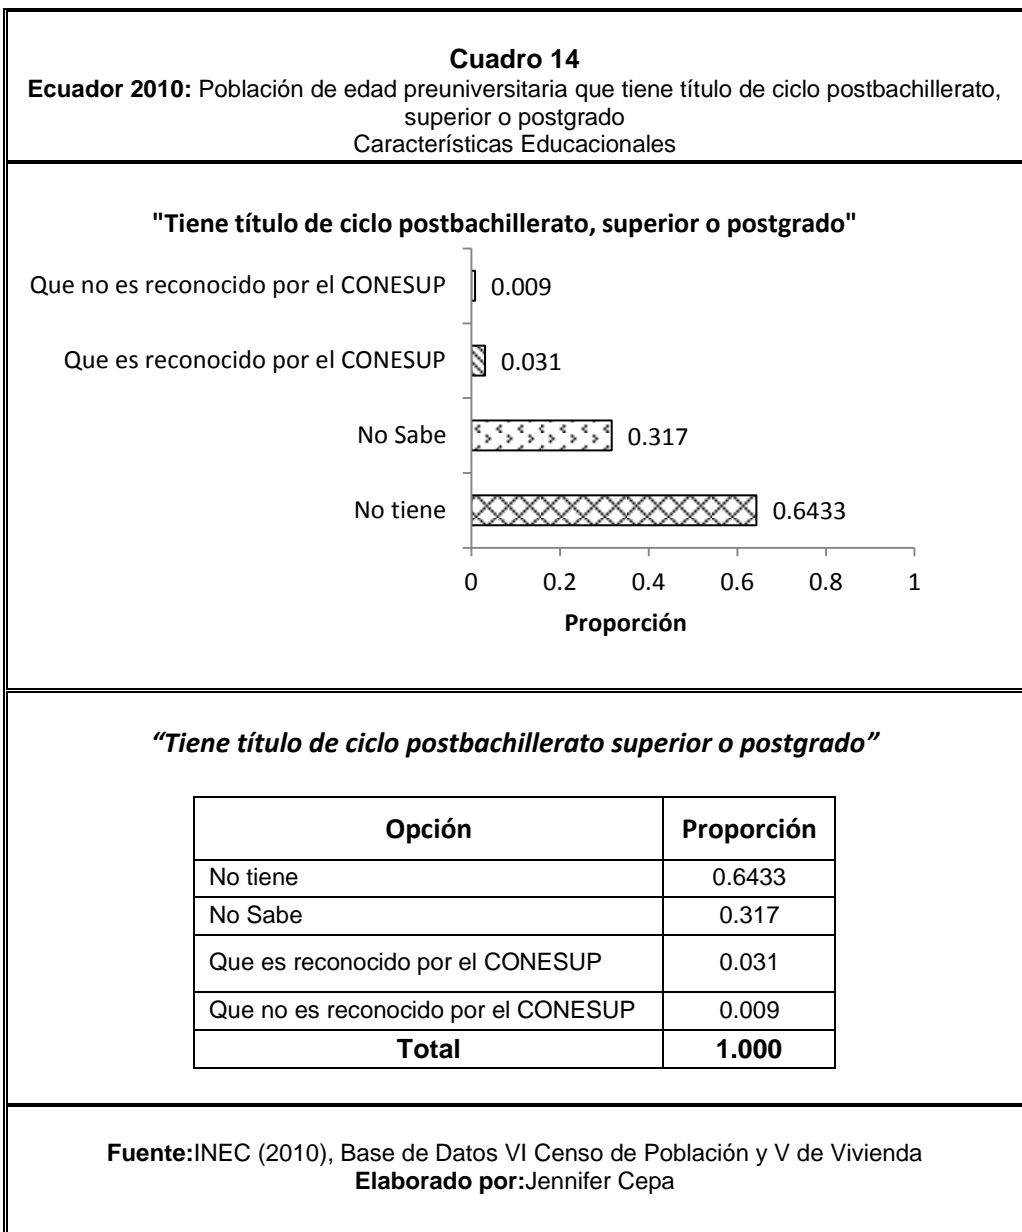 Cuadro 14
Ecuador 2010: Población de edad preuniversitaria que tiene título de ciclo postbachillerato,
superior o postgrado
Características Educacionales
"Tiene título de ciclo postbachillerato, superior o postgrado"
Que no es reconocido por el CONESUP 0.009
Que es reconocido por el CONESUP 0.031
No Sabe 0.317
No tiene 0.6433
0 0.2 0.4 0.6 0.8 1
Proporción
“Tiene título de ciclo postbachillerato superior o postgrado”
Opción Proporción
No tiene 0.6433
No Sabe 0.317
Que es reconocido por el CONESUP 0.031
Que no es reconocido por el CONESUP 0.009
Total 1.000
Fuente:INEC (2010), Base de Datos VI Censo de Población y V de Vivienda
Elaborado por:Jennifer Cepa